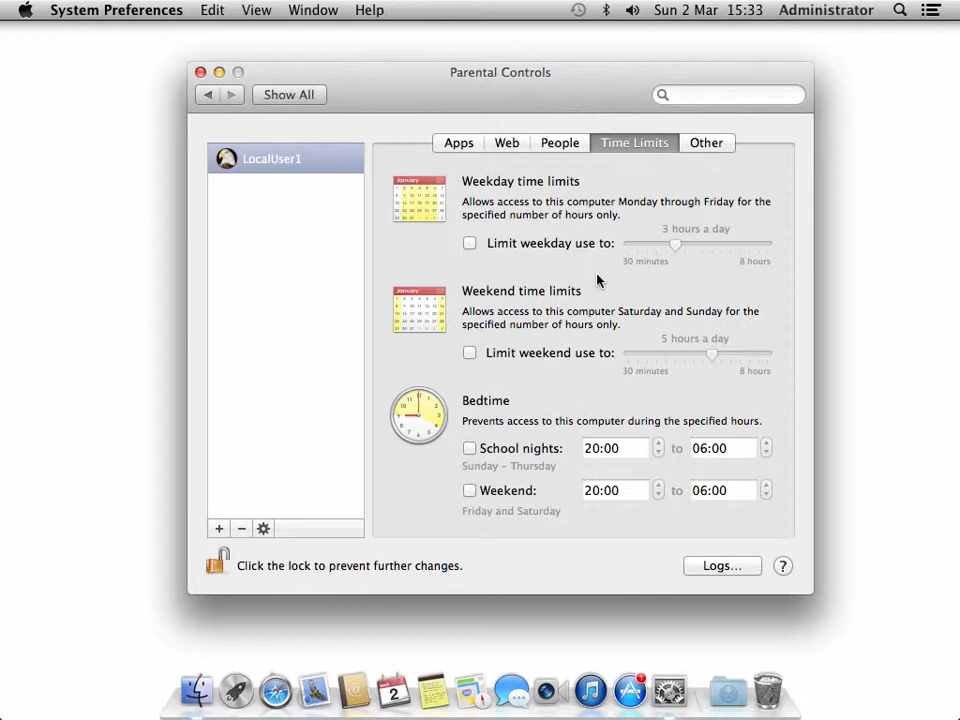 System Preferences Edit View Window Help Sun 2 Mar 15:33 Administrator
Parental Controls
Show All
LocalUser1
Apps Web People Time Limits Other
January
Weekday time limits
Allows access to this computer Monday through Friday for the
specified number of hours only.
3 hours a day
Limit weekday use to:
30 minutes 8 hours
January
Weekend time limits
Allows access to this computer Saturday and Sunday for the
specified number of hours only.
5 hours a day
Limit weekend use to:
30 minutes 8 hours
Bedtime
Prevents access to this computer during the specified hours.
School nights: 20:00 to 06:00
Sunday – Thursday
Weekend: 20:00 to 06:00
Friday and Saturday
+ −
Click the lock to prevent further changes.
Logs... ?
2
1